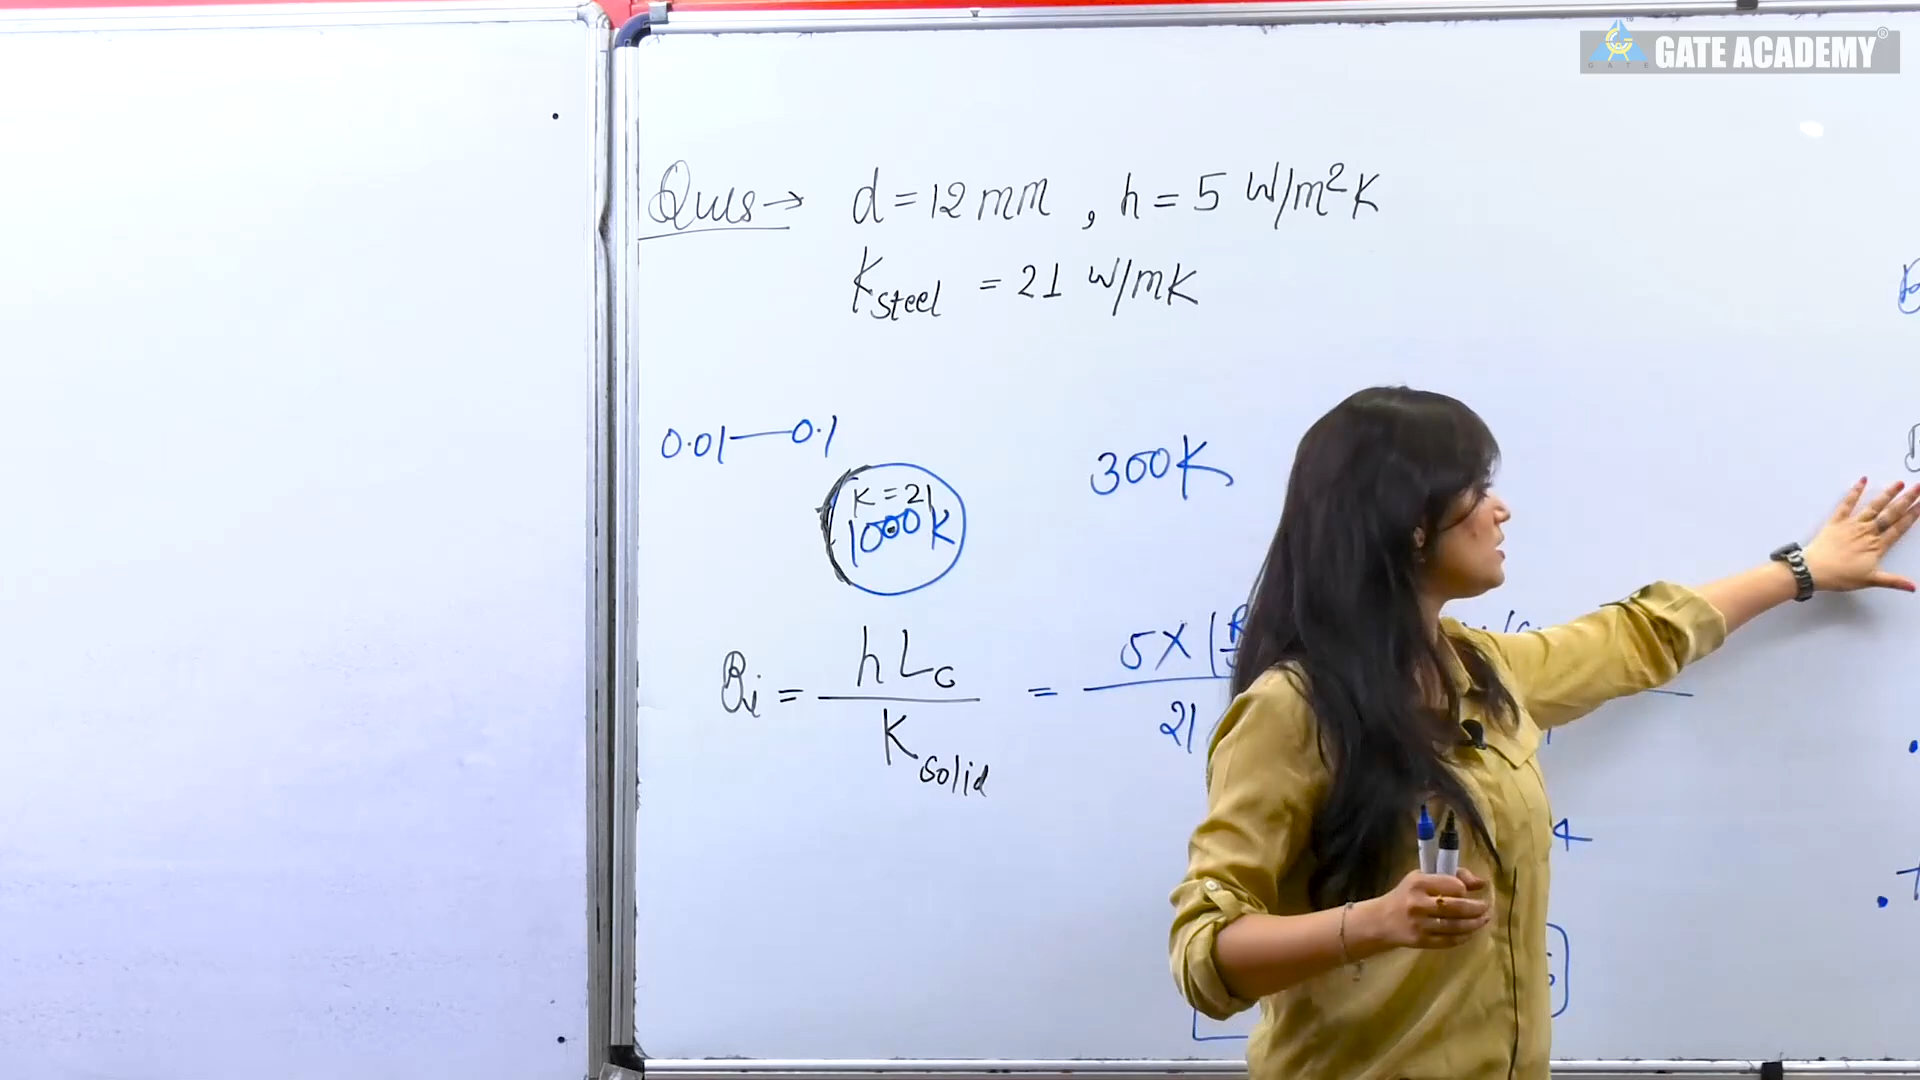 GATE ACADEMY®
GATE
Ques → d = 12 mm , h = 5 W/m²K
K steel = 21 W/mK
0.01 — 0.1
K = 21
1000 K
300K
Bi = hLc / K solid = 5 X (R / 21